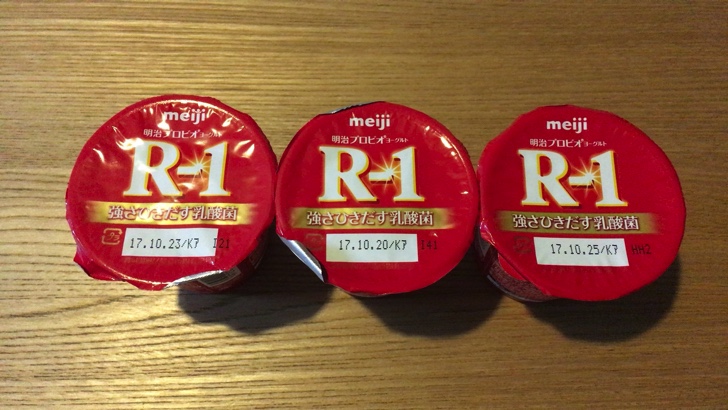 meiji
明治プロビオヨーグルト
R-1
強さひきだす乳酸菌
17.10.23/K7 I21
meiji
明治プロビオヨーグルト
R-1
強さひきだす乳酸菌
17.10.20/K7 I41
meiji
明治プロビオヨーグルト
R-1
強さひきだす乳酸菌
17.10.25/K7 HH2